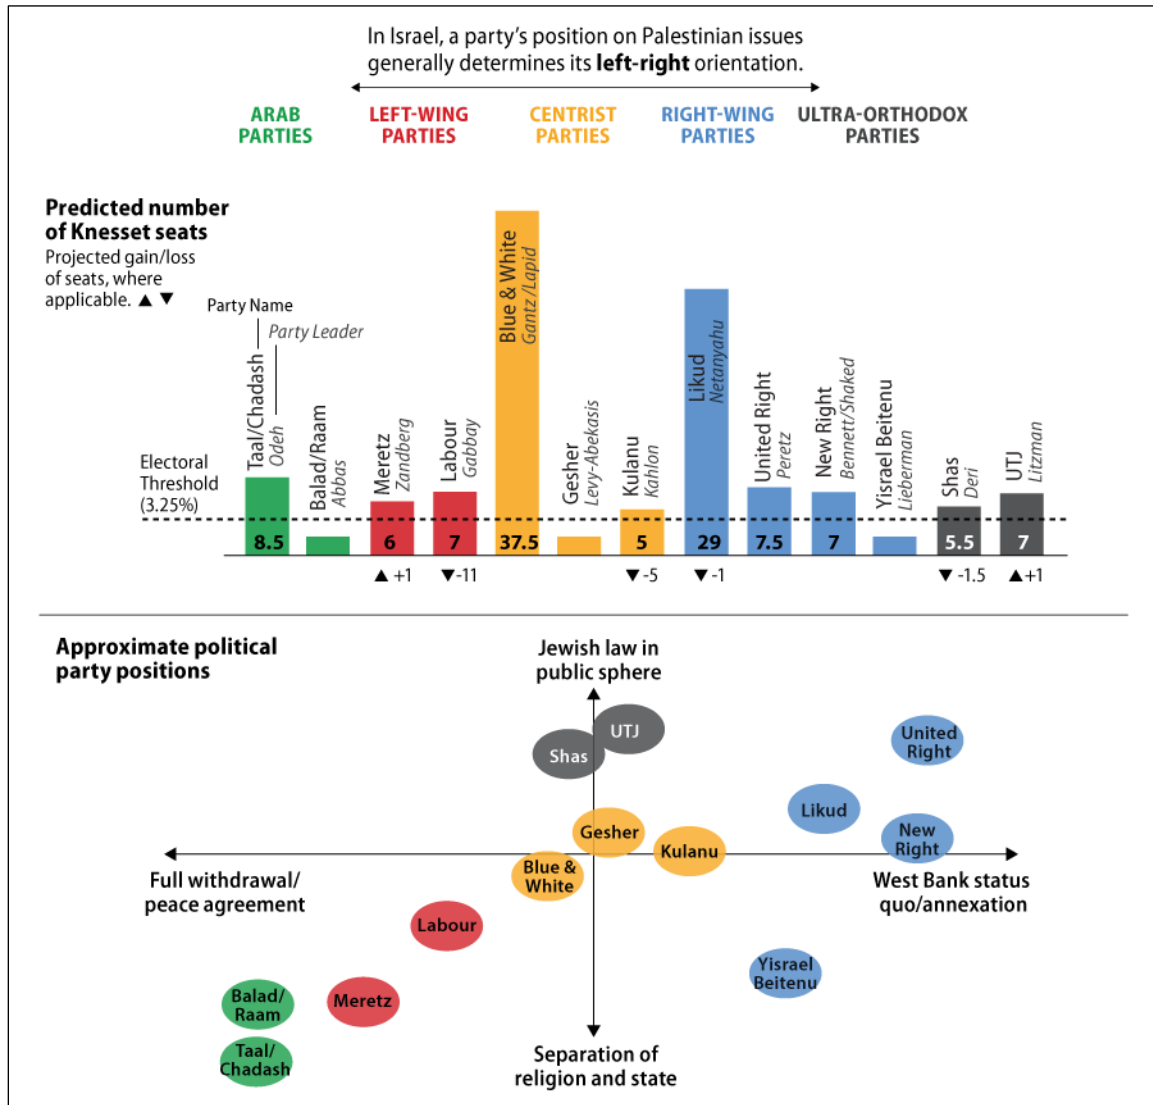 In Israel, a party's position on Palestinian issues
generally determines its left-right orientation.
ARAB
PARTIES
LEFT-WING
PARTIES
CENTRIST
PARTIES
RIGHT-WING
PARTIES
ULTRA-ORTHODOX
PARTIES
Predicted number
of Knesset seats
Projected gain/loss
of seats, where
applicable. ▲ ▼
Party Name
Party Leader
Electoral
Threshold
(3.25%)
Taal/Chadash
Odeh
Balad/Raam
Abbas
Meretz
Zandberg
Labour
Gabbay
Blue & White
Gantz/Lapid
Gesher
Levy-Abekasis
Kulanu
Kahlon
Likud
Netanyahu
United Right
Peretz
New Right
Bennett/Shaked
Yisrael Beitenu
Lieberman
Shas
Deri
UTJ
Litzman
8.5
6
7
37.5
5
29
7.5
7
5.5
7
▲ +1
▼-11
▼-5
▼-1
▼-1.5
▲+1
Approximate political
party positions
Jewish law in
public sphere
UTJ
Shas
United
Right
Likud
Gesher
New
Right
Kulanu
Blue &
White
Full withdrawal/
peace agreement
West Bank status
quo/annexation
Labour
Yisrael
Beitenu
Balad/
Raam
Meretz
Taal/
Chadash
Separation of
religion and state